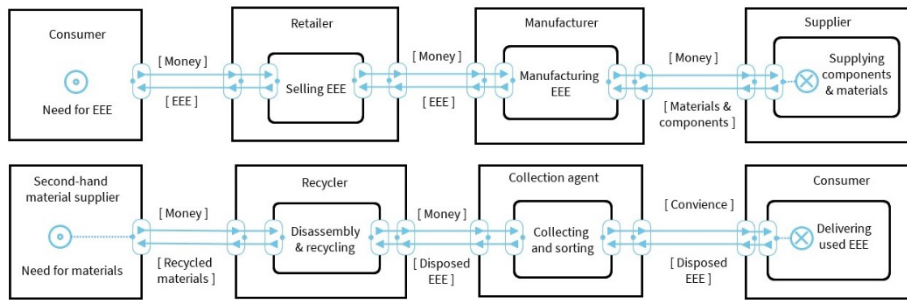 Consumer
Need for EEE
[ Money ]
[ EEE ]
Retailer
Selling EEE
[ Money ]
[ EEE ]
Manufacturer
Manufacturing
EEE
[ Money ]
[ Materials &
components ]
Supplier
Supplying
components
& materials
Second-hand
material supplier
Need for materials
[ Money ]
[ Recycled
materials ]
Recycler
Disassembly
& recycling
[ Money ]
[ Disposed
EEE ]
Collection agent
Collecting
and sorting
[ Convience ]
[ Disposed
EEE ]
Consumer
Delivering
used EEE